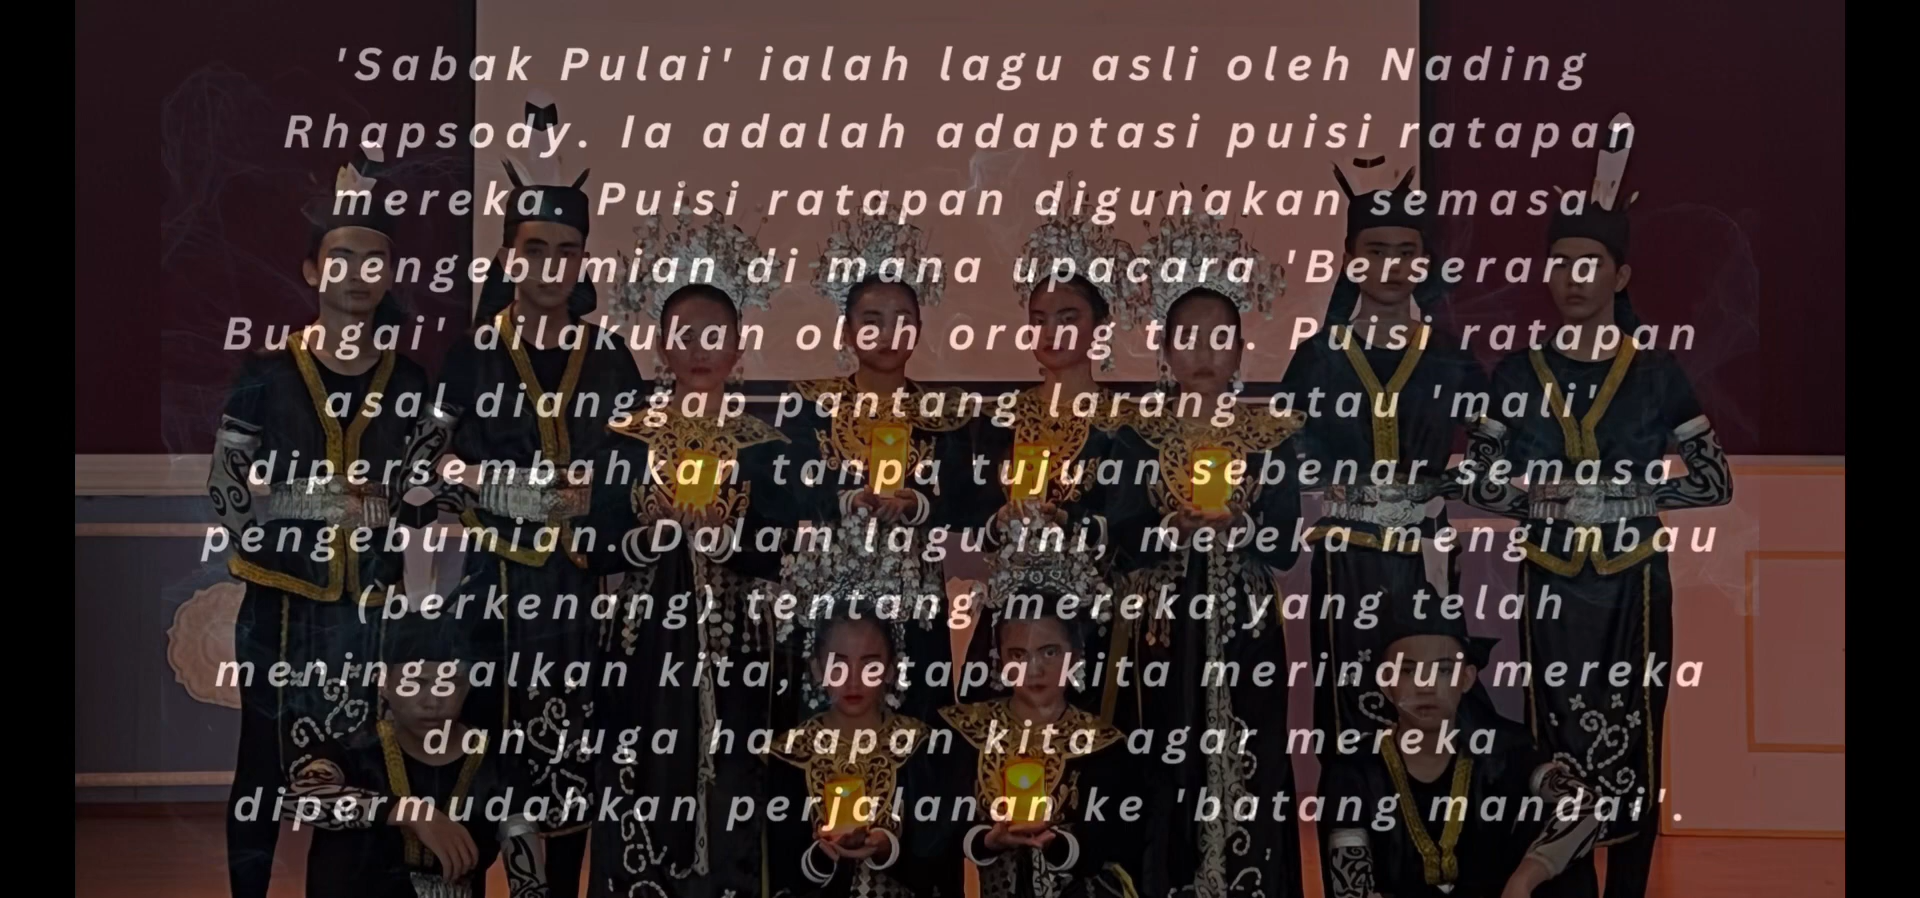 'Sabak Pulai' ialah lagu asli oleh Nading
Rhapsody. Ia adalah adaptasi puisi ratapan
mereka. Puisi ratapan digunakan semasa
pengebumian di mana upacara 'Berserara
Bungai' dilakukan oleh orang tua. Puisi ratapan
asal dianggap pantang larang atau 'mali'
dipersembahkan tanpa tujuan sebenar semasa
pengebumian. Dalam lagu ini, mereka mengimbau
(berkenang) tentang mereka yang telah
meninggalkan kita, betapa kita merindui mereka
dan juga harapan kita agar mereka
dipermudahkan perjalanan ke 'batang mandai'.